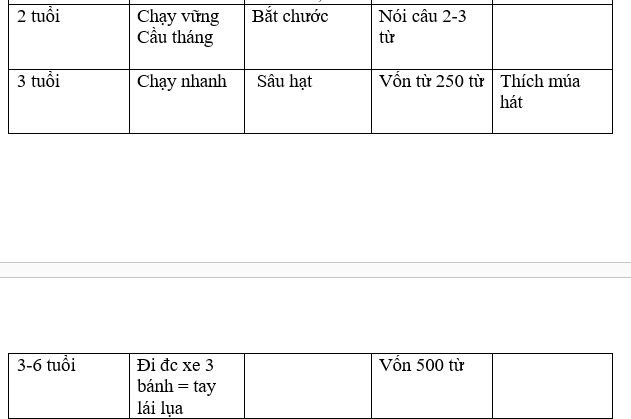 2 tuổi Chạy vững Bắt chước Nói câu 2-3
Cầu tháng từ
3 tuổi Chạy nhanh Sâu hạt Vốn từ 250 từ Thích múa
hát
3-6 tuổi Đi đc xe 3 Vốn 500 từ
bánh = tay
lái lụa